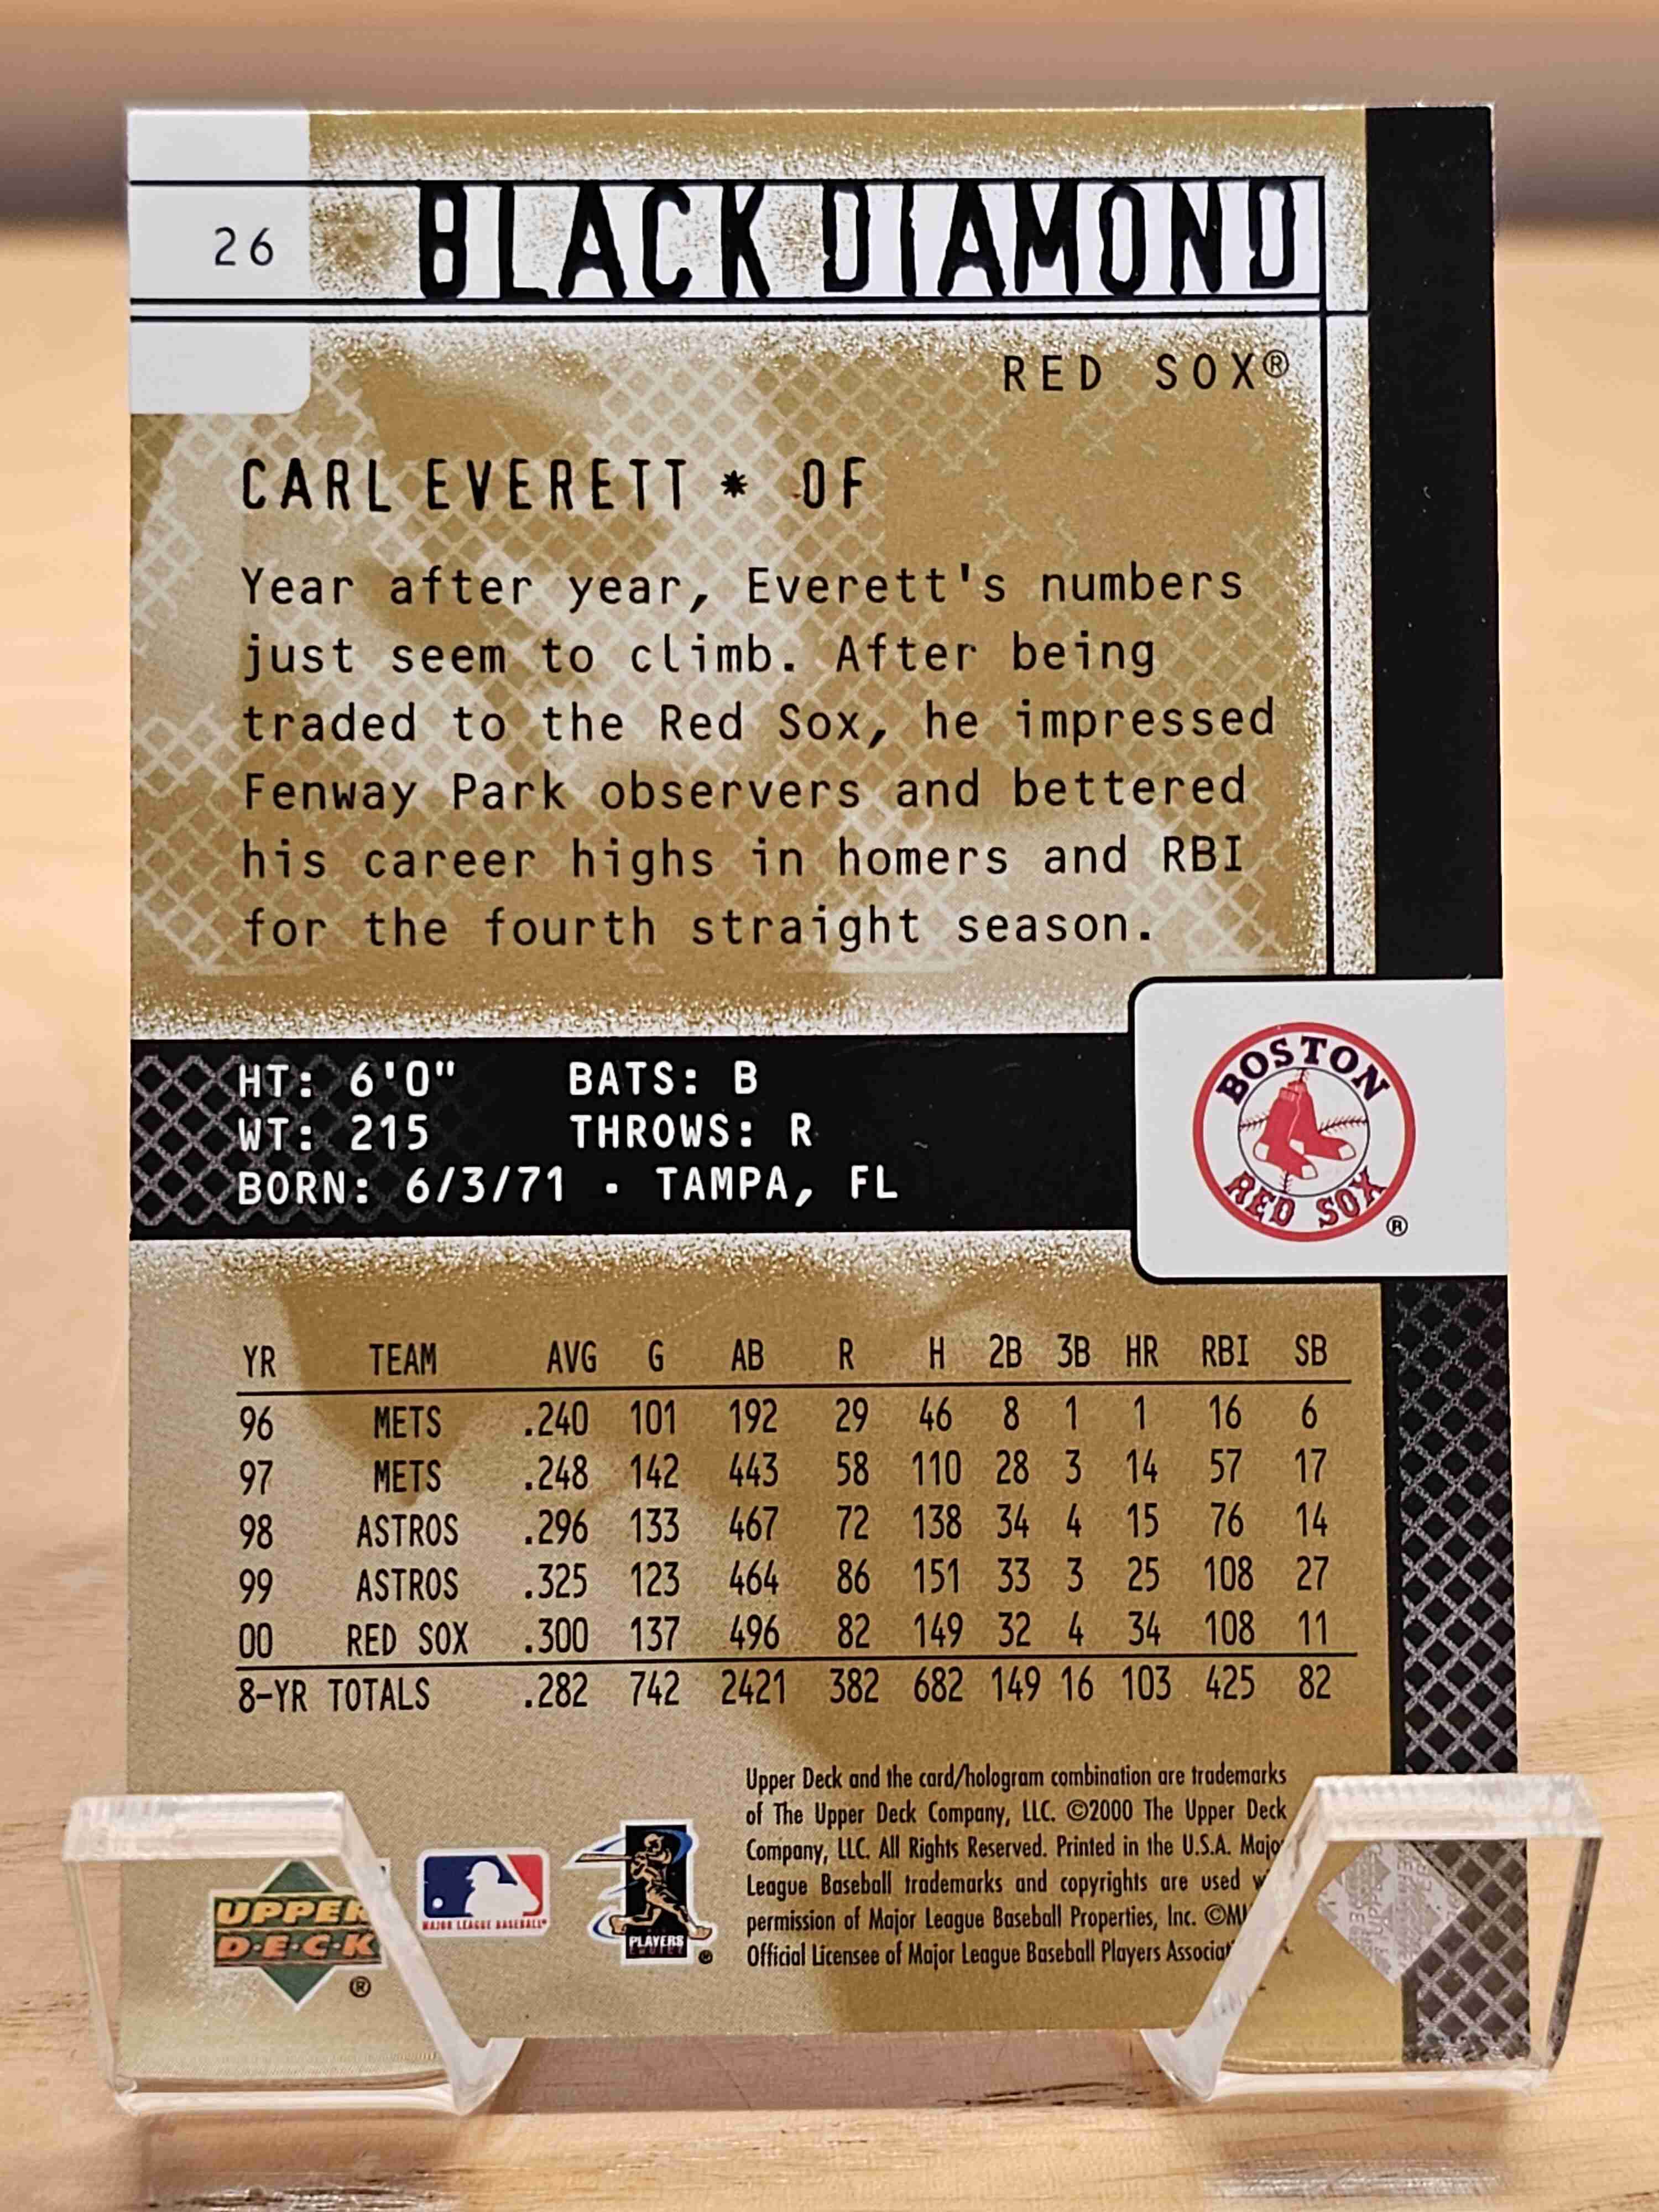 26
BLACK DIAMOND
RED SOX®
CARL EVERETT * OF
Year after year, Everett's numbers
just seem to climb. After being
traded to the Red Sox, he impressed
Fenway Park observers and bettered
his career highs in homers and RBI
for the fourth straight season.
HT: 6'0" BATS: B
WT: 215 THROWS: R
BORN: 6/3/71 · TAMPA, FL
BOSTON
RED SOX
®
YR TEAM AVG G AB R H 2B 3B HR RBI SB
96 METS .240 101 192 29 46 8 1 1 16 6
97 METS .248 142 443 58 110 28 3 14 57 17
98 ASTROS .296 133 467 72 138 34 4 15 76 14
99 ASTROS .325 123 464 86 151 33 3 25 108 27
00 RED SOX .300 137 496 82 149 32 4 34 108 11
8-YR TOTALS .282 742 2421 382 682 149 16 103 425 82
Upper Deck and the card/hologram combination are trademarks
of The Upper Deck Company, LLC. ©2000 The Upper Deck
Company, LLC. All Rights Reserved. Printed in the U.S.A.
League Baseball trademarks and copyrights are used
permission of Major League Baseball Properties, Inc.
Official Licensee of Major League Baseball Players
UPPER
D·E·C·K
®
MAJOR LEAGUE BASEBALL
PLAYERS
CHOICE
®